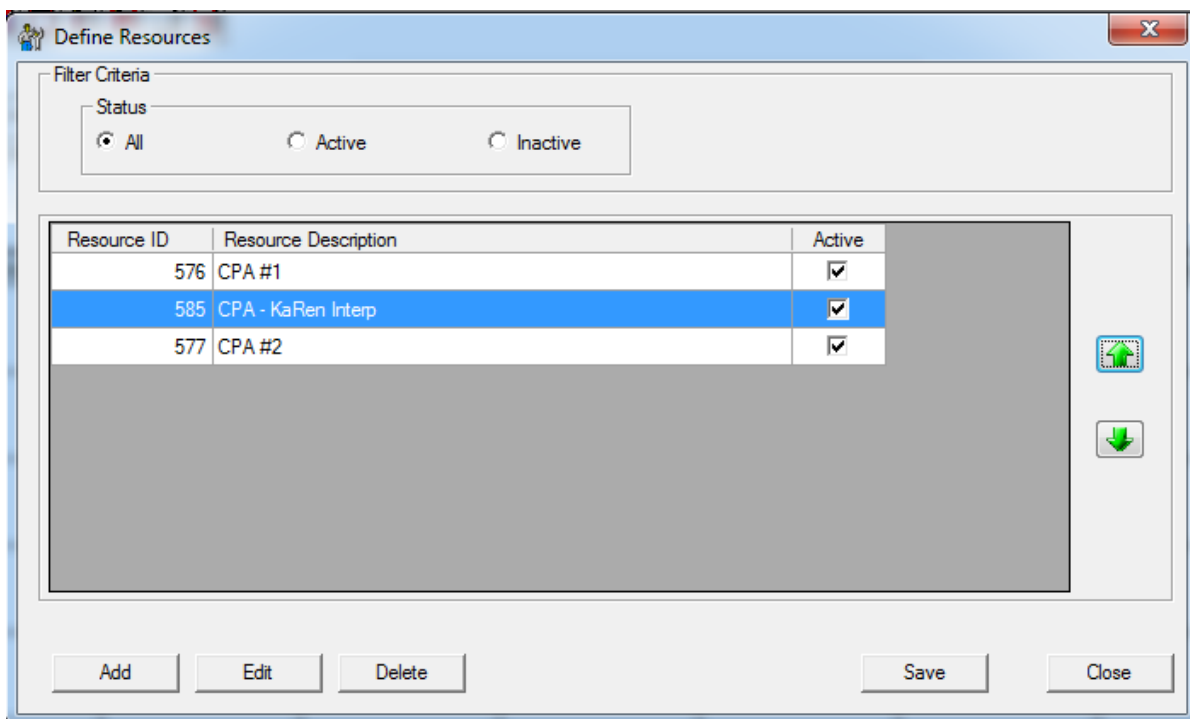 Define Resources
Filter Criteria
Status
All Active Inactive
Resource ID Resource Description Active
576 CPA #1
585 CPA - KaRen Interp
577 CPA #2
Add Edit Delete Save Close